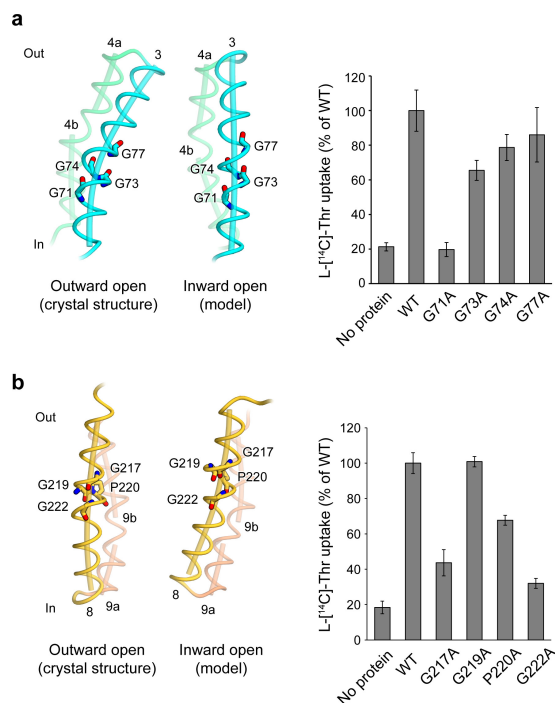 a
4a
3
Out
4b
G77
G74
G73
G71
In
Outward open
(crystal structure)
3
4a
4b
G77
G74
G73
G71
Inward open
(model)
L-[¹⁴C]-Thr uptake (% of WT)
120
100
80
60
40
20
0
No protein
WT
G71A
G73A
G74A
G77A
b
Out
G217
G219
P220
G222
9b
In
8
9a
Outward open
(crystal structure)
G217
G219
P220
G222
9b
8
9a
Inward open
(model)
L-[¹⁴C]-Thr uptake (% of WT)
120
100
80
60
40
20
0
No protein
WT
G217A
G219A
P220A
G222A